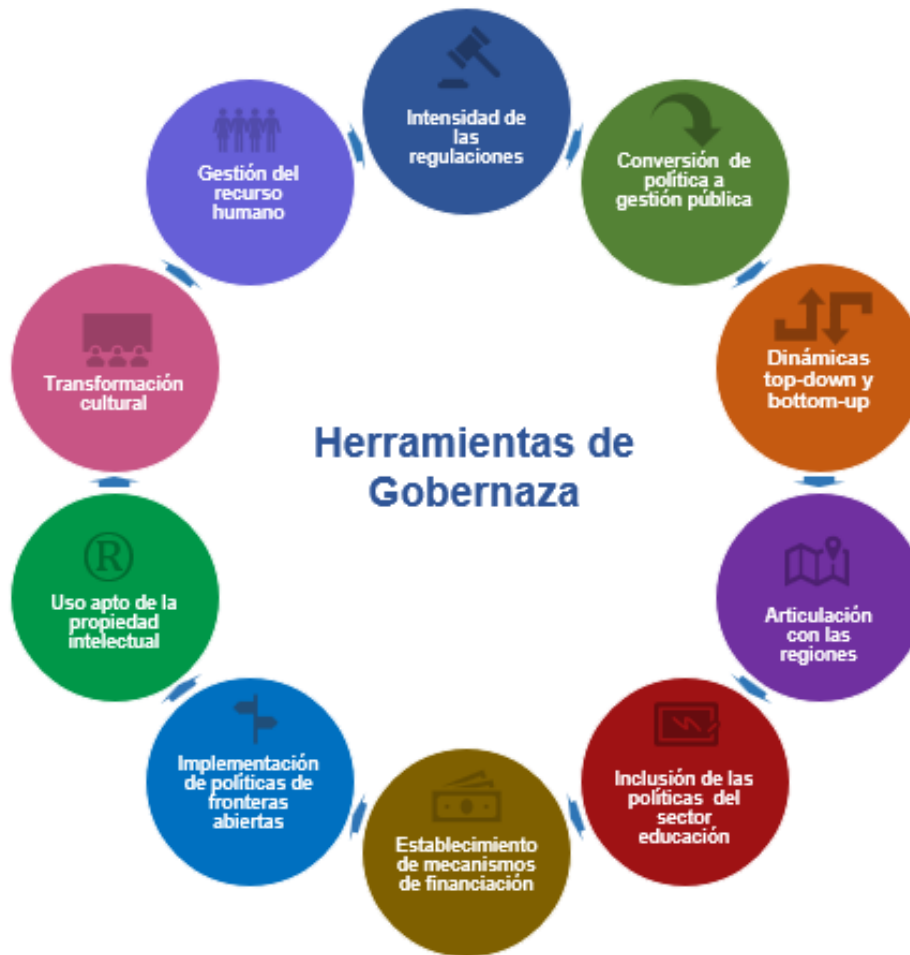 Intensidad de
las
regulaciones
Conversión de
política a
gestión pública
Dinámicas
top-down y
bottom-up
Articulación
con las
regiones
Inclusión de las
políticas del
sector
educación
Establecimiento
de mecanismos
de financiación
Implementación
de políticas de
fronteras
abiertas
®
Uso apto de la
propiedad
intelectual
Transformación
cultural
Gestión del
recurso
humano
Herramientas de
Gobernaza